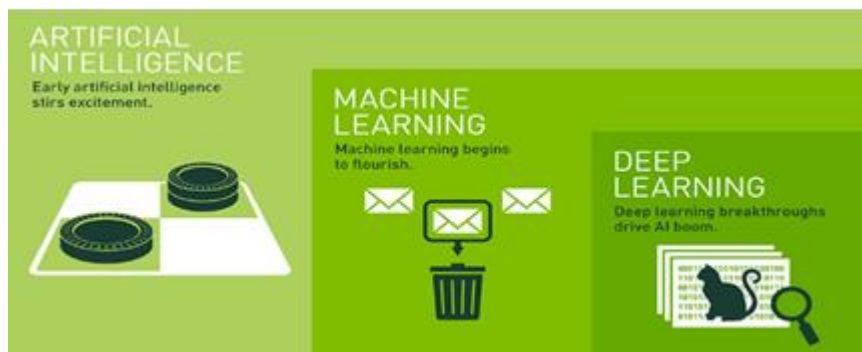 ARTIFICIAL
INTELLIGENCE
Early artificial intelligence
stirs excitement.
MACHINE
LEARNING
Machine learning begins
to flourish.
DEEP
LEARNING
Deep learning breakthroughs
drive AI boom.